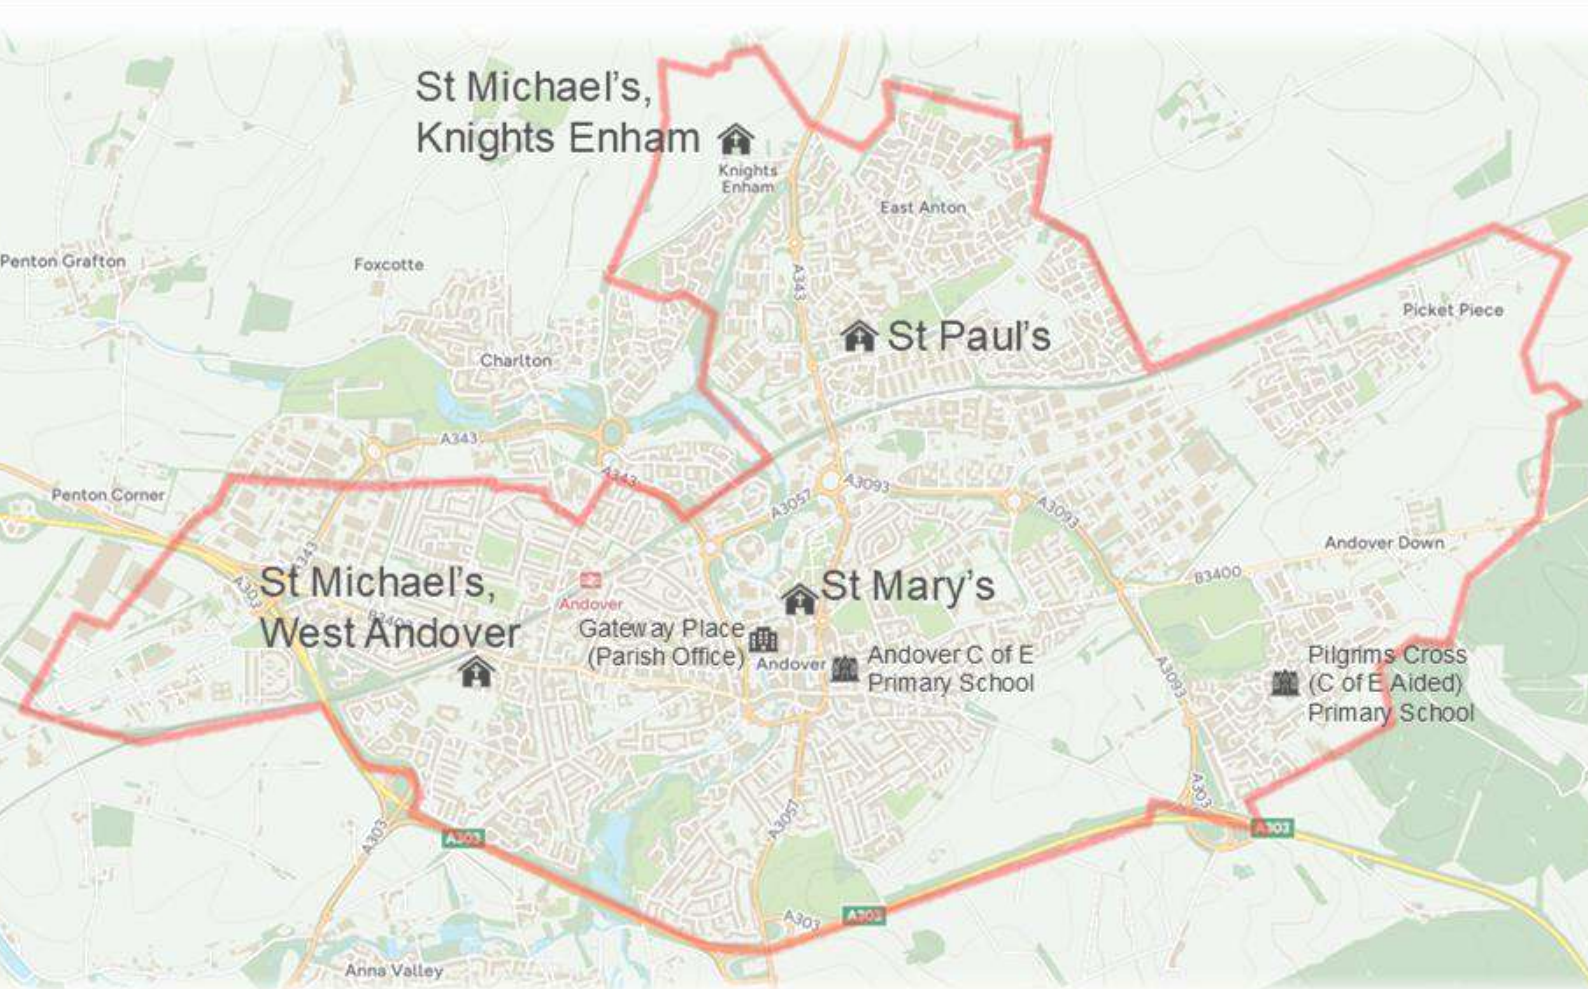 St Michael's,
Knights Enham
Knights
Enham
East Anton
Penton Grafton
Foxcotte
A343
Picket Piece
St Paul's
Charlton
A343
A343
Penton Corner
A3057
A3093
A3093
Andover Down
A343
B3400
St Michael's,
West Andover
A303
Andover
St Mary's
Gateway Place
(Parish Office)
Andover
Andover C of E
Primary School
A3093
Pilgrims Cross
(C of E Aided)
Primary School
A303
A303
A303
A3057
A303
A303
A303
Anna Valley